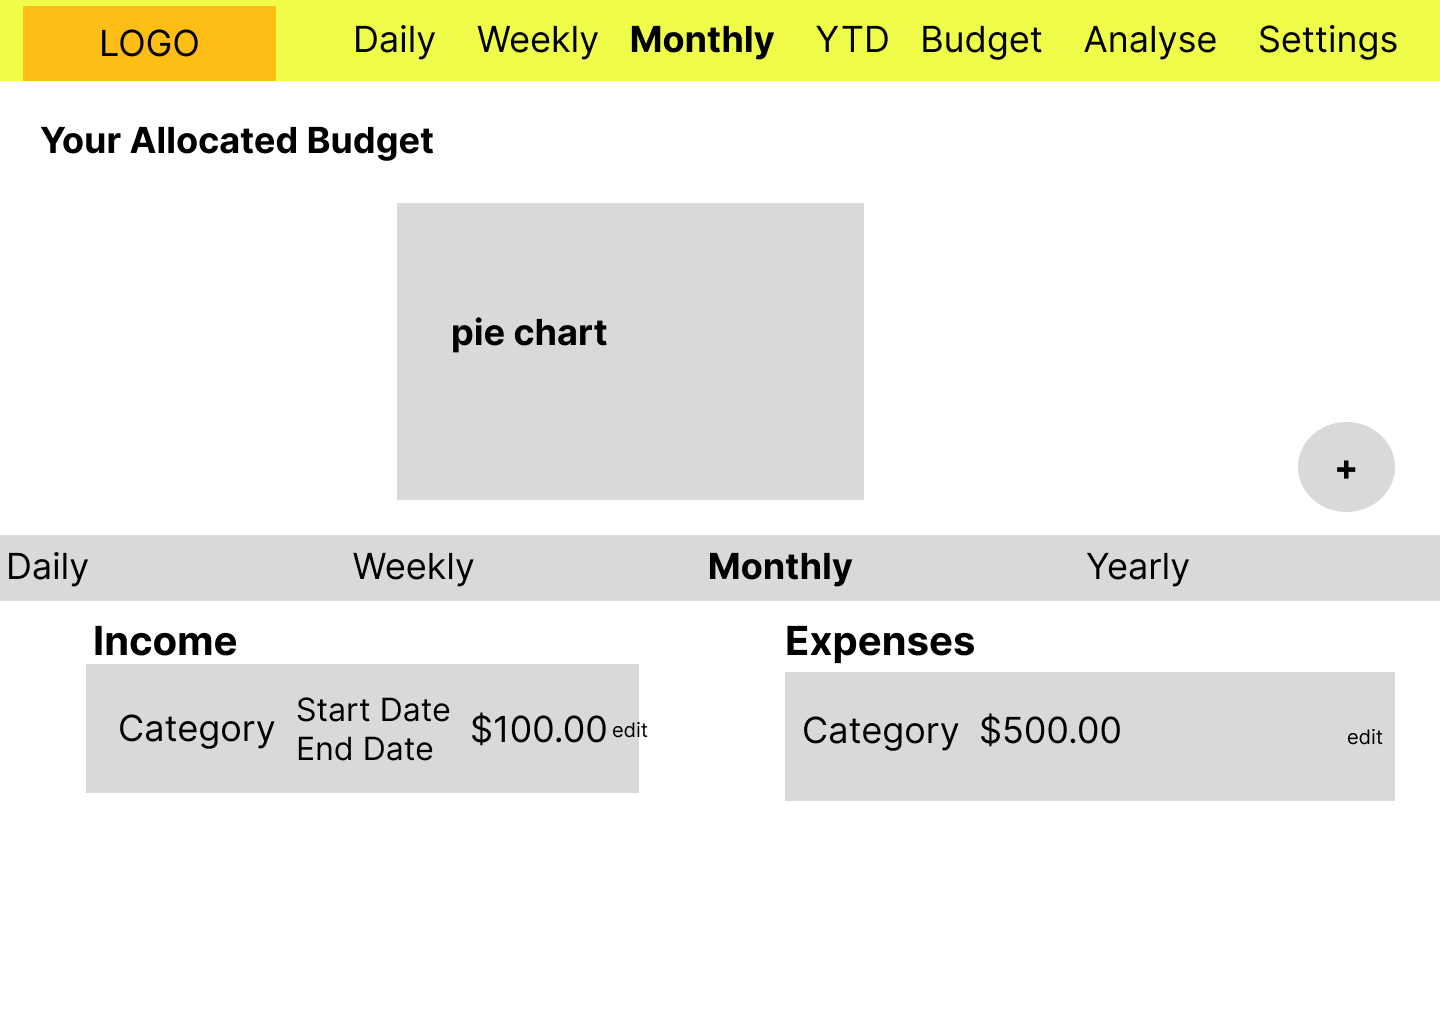 LOGO Daily Weekly Monthly YTD Budget Analyse Settings
Your Allocated Budget
pie chart
+
Daily Weekly Monthly Yearly
Income
Category
Start Date
End Date
$100.00 edit
Expenses
Category $500.00 edit